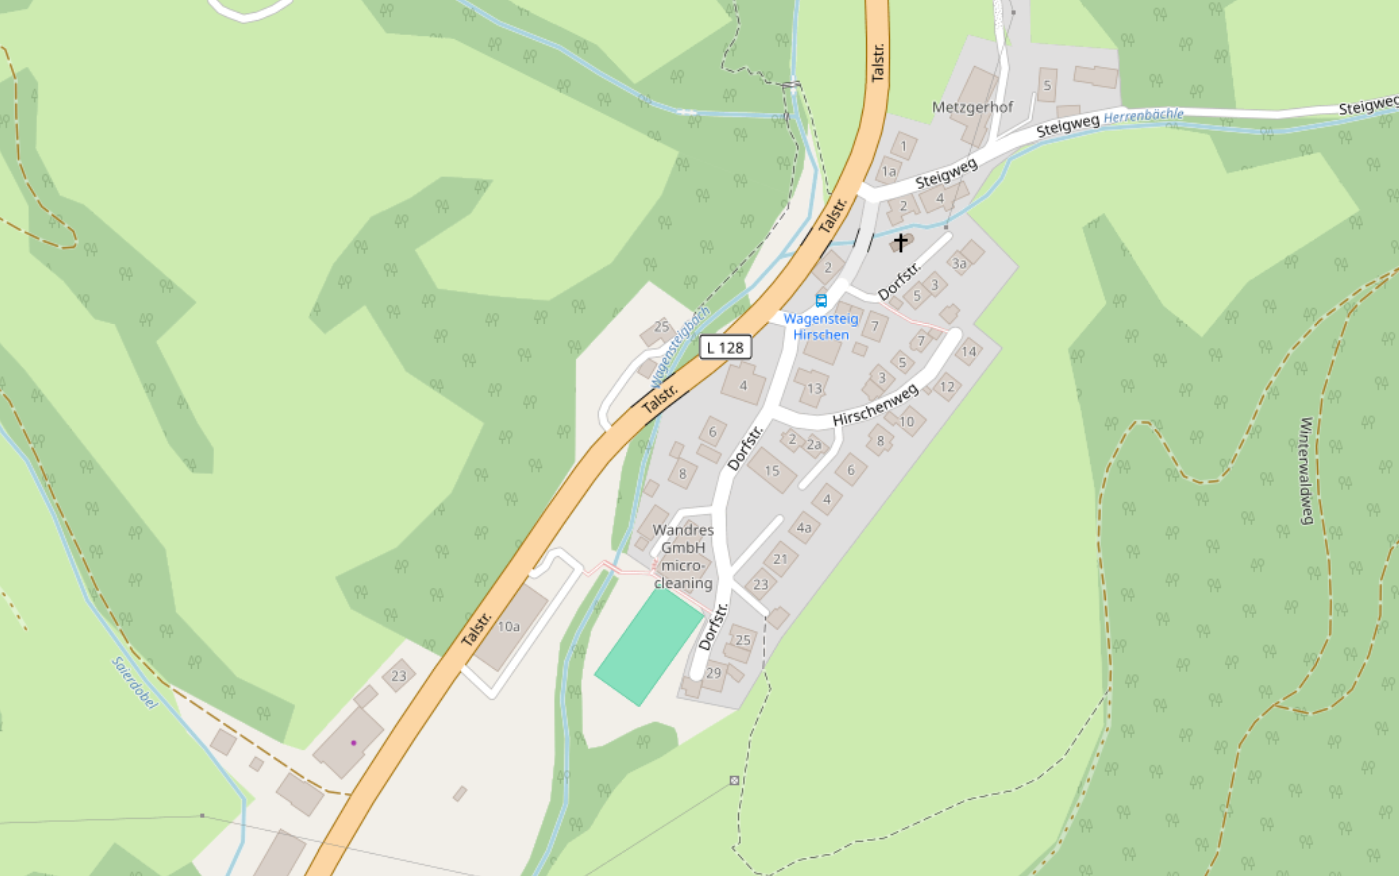 Talstr.
Metzgerhof
5
Steigweg
Herrenbächle
Steigweg
1
1a
Steigweg
2
4
Talstr.
2
3a
Dorfstr.
3
5
Wagensteig
Hirschen
7
7
14
25
Wagensteigbach
L 128
5
3
12
4
13
Talstr.
Hirschenweg
10
6
Dorfstr.
2
2a
8
8
15
6
Winterwaldweg
4
4a
Wandres
GmbH
micro-
cleaning
21
23
10a
Talstr.
Dorfstr.
25
29
23
Saierdobel